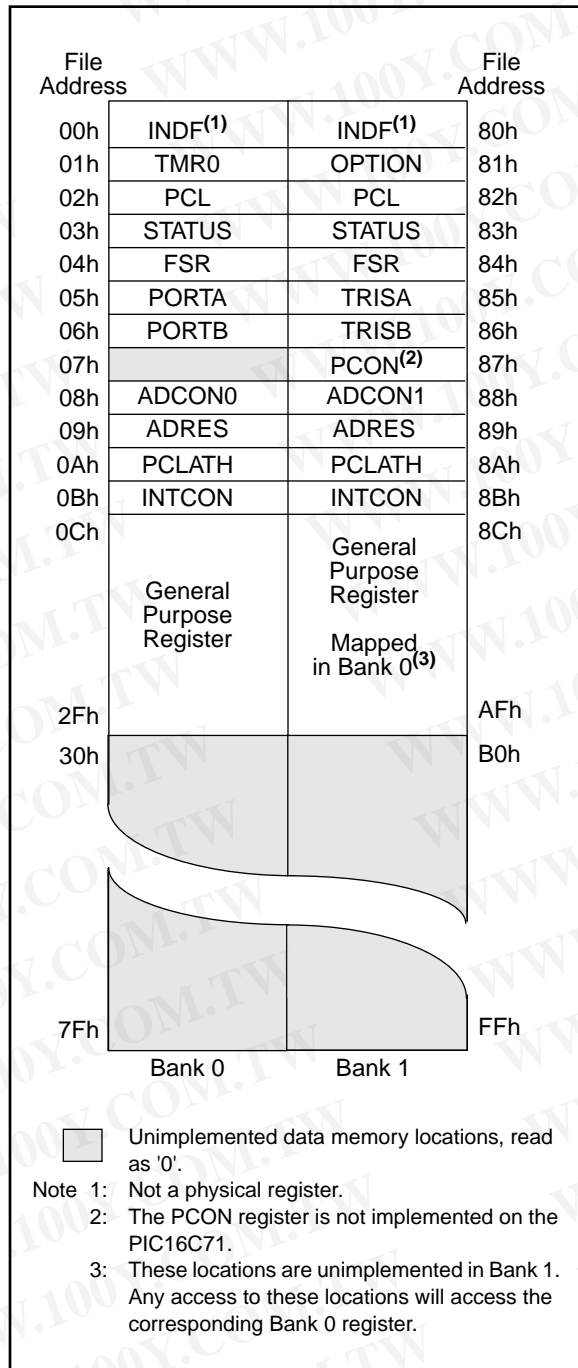 File Address File Address
00h INDF(1) INDF(1) 80h
01h TMR0 OPTION 81h
02h PCL PCL 82h
03h STATUS STATUS 83h
04h FSR FSR 84h
05h PORTA TRISA 85h
06h PORTB TRISB 86h
07h PCON(2) 87h
08h ADCON0 ADCON1 88h
09h ADRES ADRES 89h
0Ah PCLATH PCLATH 8Ah
0Bh INTCON INTCON 8Bh
0Ch 8Ch
General Purpose Register
General Purpose Register
Mapped in Bank 0(3)
2Fh AFh
30h B0h
7Fh FFh
Bank 0 Bank 1
Unimplemented data memory locations, read
as '0'.
Note 1: Not a physical register.
2: The PCON register is not implemented on the
PIC16C71.
3: These locations are unimplemented in Bank 1.
Any access to these locations will access the
corresponding Bank 0 register.
WWW.100Y.COM.TW